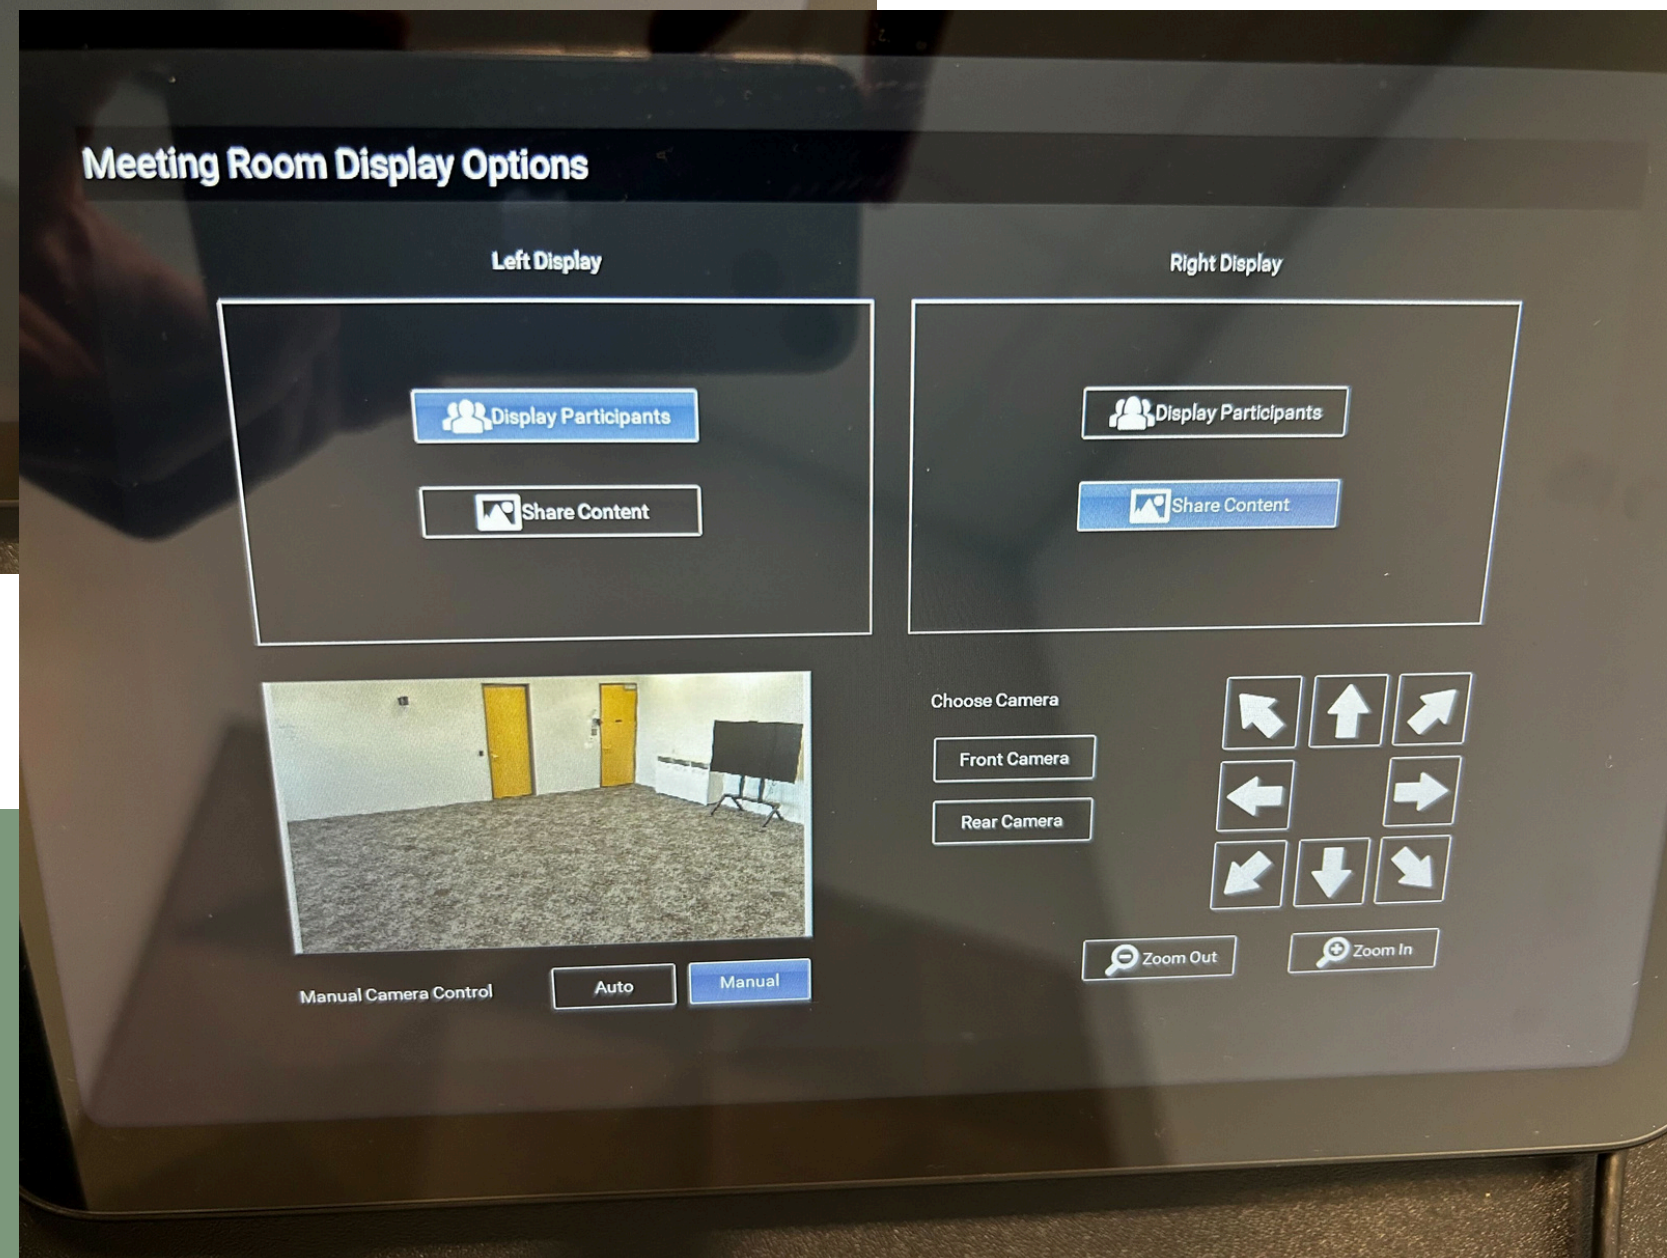 Meeting Room Display Options
Left Display
Right Display
Display Participants
Share Content
Display Participants
Share Content
Choose Camera
Front Camera
Rear Camera
Zoom Out
Zoom In
Manual Camera Control
Auto
Manual